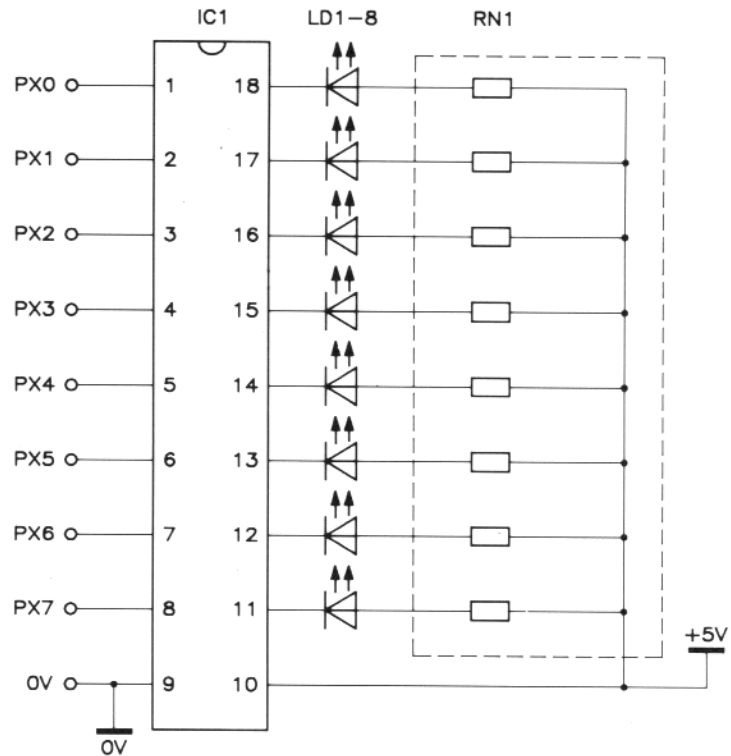 IC1 LD1-8 RN1
PX0 1 18
PX1 2 17
PX2 3 16
PX3 4 15
PX4 5 14
PX5 6 13
PX6 7 12
PX7 8 11
+5V
0V 9 10
0V